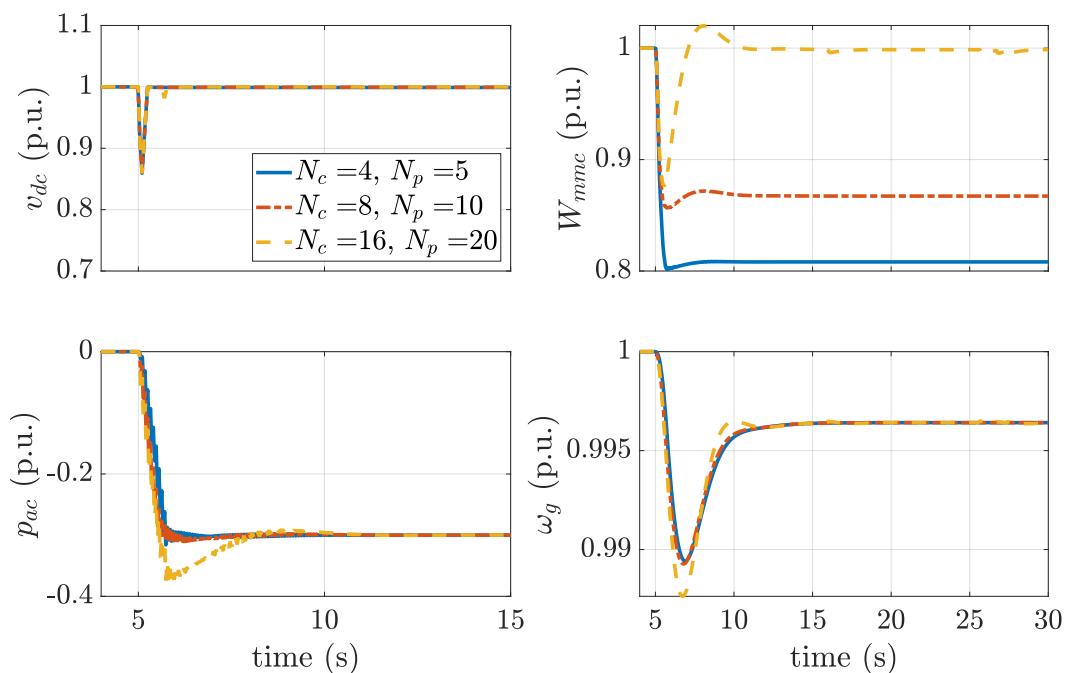 1.1
1
0.9
0.8
0.7
v_dc (p.u.)
N_c =4, N_p =5
N_c =8, N_p =10
N_c =16, N_p =20
1
0.9
0.8
W_mmc (p.u.)
0
-0.2
-0.4
p_ac (p.u.)
5 10 15
time (s)
1
0.995
0.99
ω_g (p.u.)
5 10 15 20 25 30
time (s)